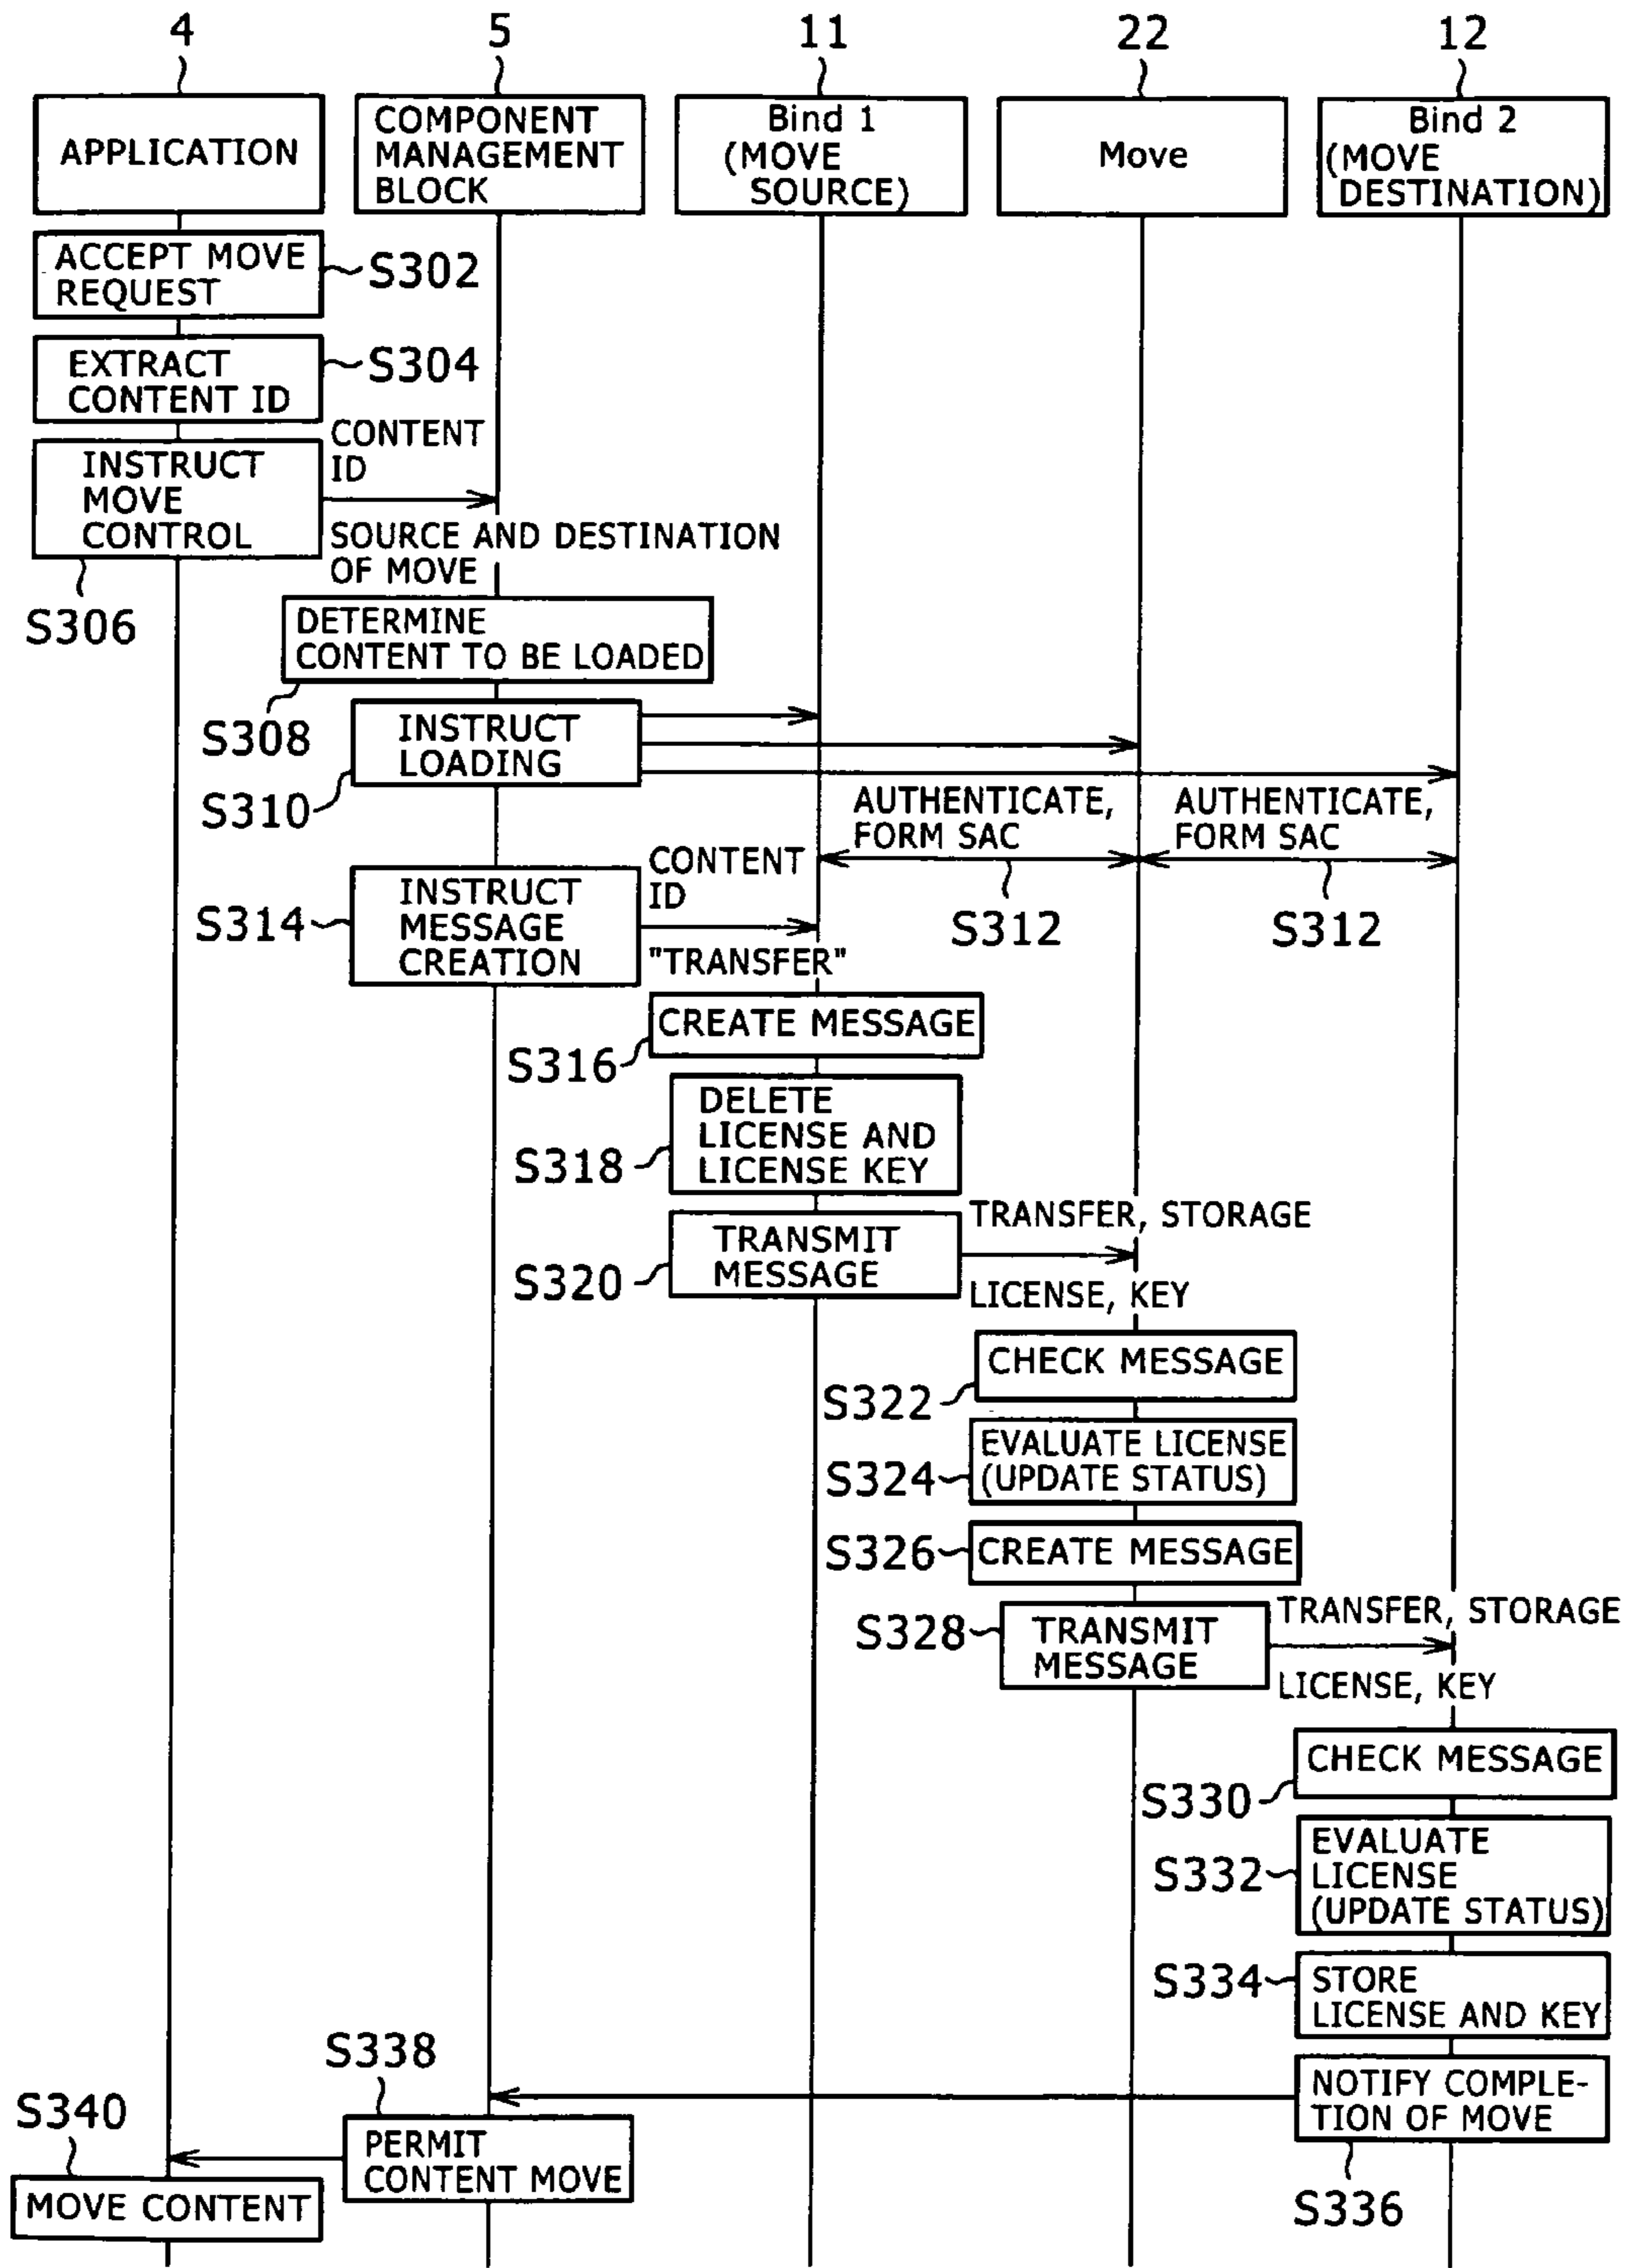 4
5
11
22
12
APPLICATION
COMPONENT
MANAGEMENT
BLOCK
Bind 1
(MOVE
SOURCE)
Move
Bind 2
(MOVE
DESTINATION)
ACCEPT MOVE
REQUEST
S302
EXTRACT
CONTENT ID
S304
INSTRUCT
MOVE
CONTROL
S306
CONTENT
ID
SOURCE AND DESTINATION
OF MOVE
DETERMINE
CONTENT TO BE LOADED
S308
INSTRUCT
LOADING
S310
AUTHENTICATE,
FORM SAC
S312
AUTHENTICATE,
FORM SAC
S312
INSTRUCT
MESSAGE
CREATION
S314
CONTENT
ID
"TRANSFER"
CREATE MESSAGE
S316
DELETE
LICENSE AND
LICENSE KEY
S318
TRANSMIT
MESSAGE
S320
TRANSFER, STORAGE
LICENSE, KEY
CHECK MESSAGE
S322
EVALUATE LICENSE
(UPDATE STATUS)
S324
CREATE MESSAGE
S326
TRANSMIT
MESSAGE
S328
TRANSFER, STORAGE
LICENSE, KEY
CHECK MESSAGE
S330
EVALUATE
LICENSE
(UPDATE STATUS)
S332
STORE
LICENSE AND KEY
S334
NOTIFY COMPLE-
TION OF MOVE
S336
S338
PERMIT
CONTENT MOVE
S340
MOVE CONTENT